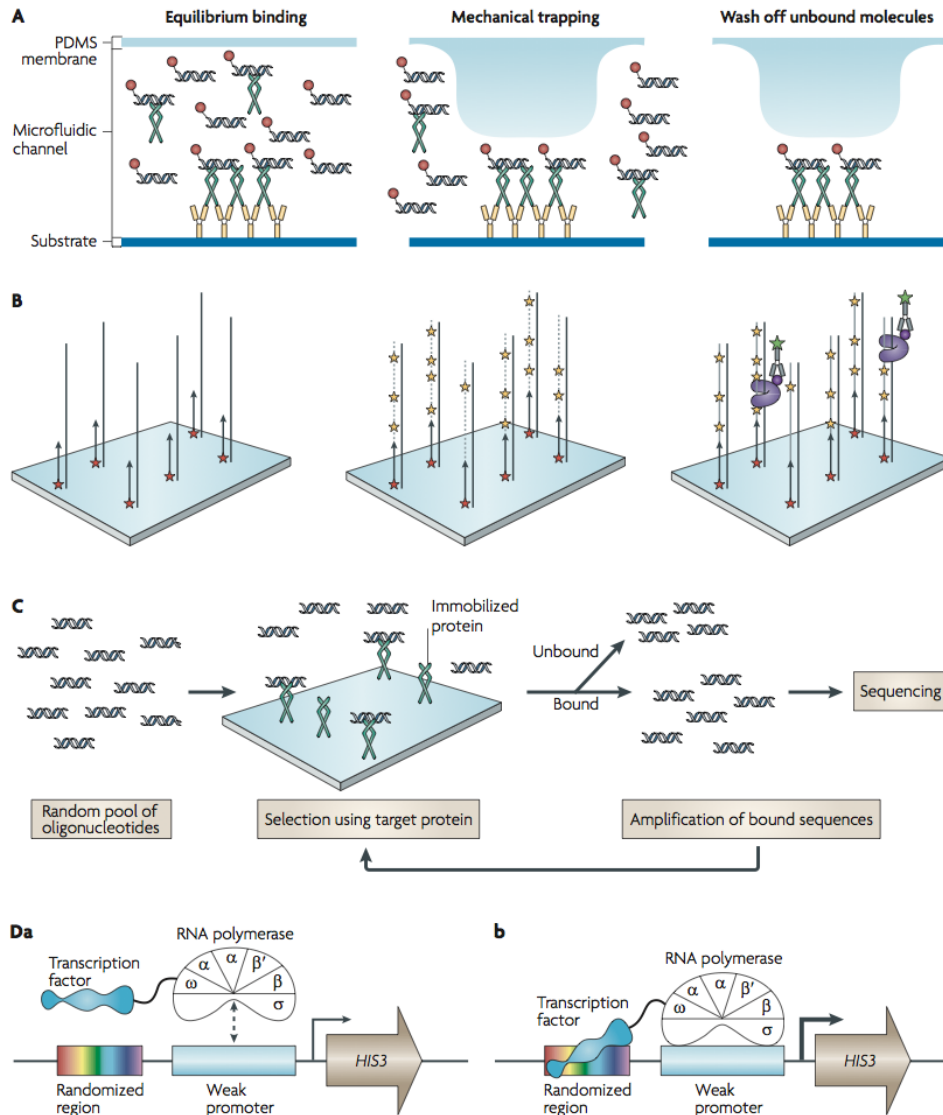 A
Equilibrium binding
Mechanical trapping
Wash off unbound molecules
PDMS
membrane
Microfluidic
channel
Substrate
B
C
Immobilized
protein
Unbound
Bound
Sequencing
Random pool of
oligonucleotides
Selection using target protein
Amplification of bound sequences
Da
RNA polymerase
Transcription
factor
ω
α
α
β′
β
σ
HIS3
Randomized
region
Weak
promoter
b
RNA polymerase
Transcription
factor
ω
α
α
β′
β
σ
HIS3
Randomized
region
Weak
promoter